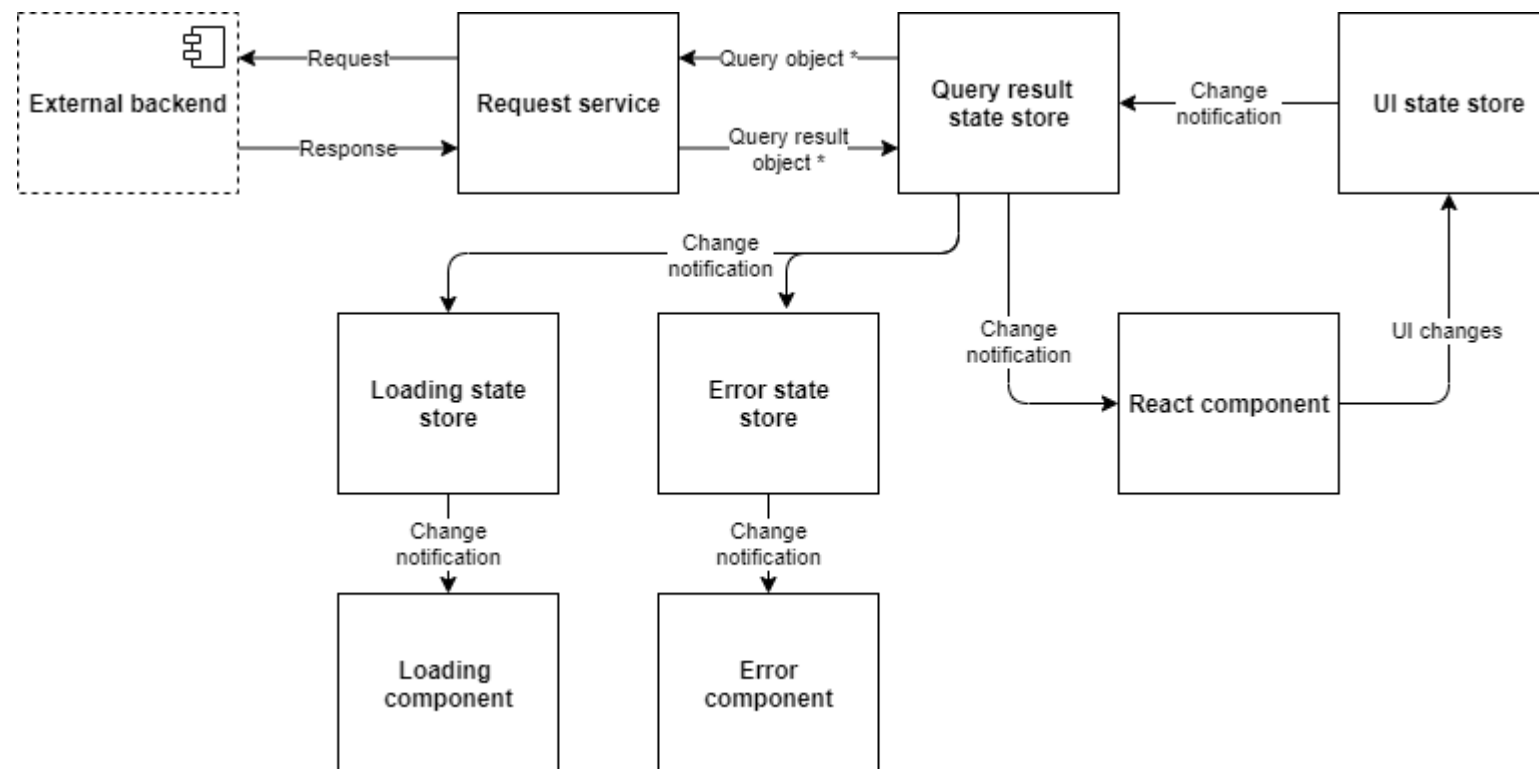 External backend
Request
Response
Request service
Query object *
Query result
object *
Query result
state store
Change
notification
UI state store
Change
notification
Change
notification
UI changes
Loading state
store
Error state
store
React component
Change
notification
Change
notification
Loading
component
Error
component